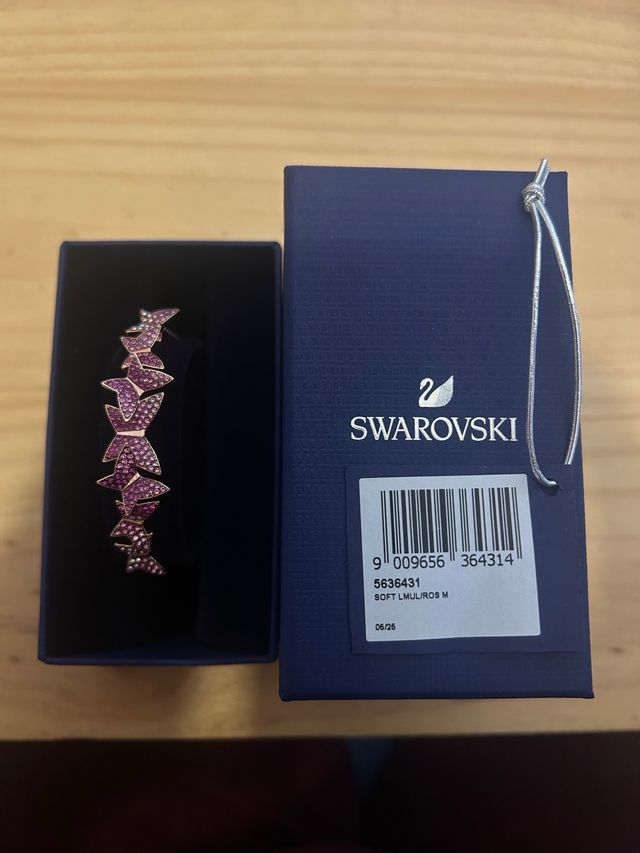 SWAROVSKI
9 009656 364314
5636431
SOFT LMUL/ROS M
05/25